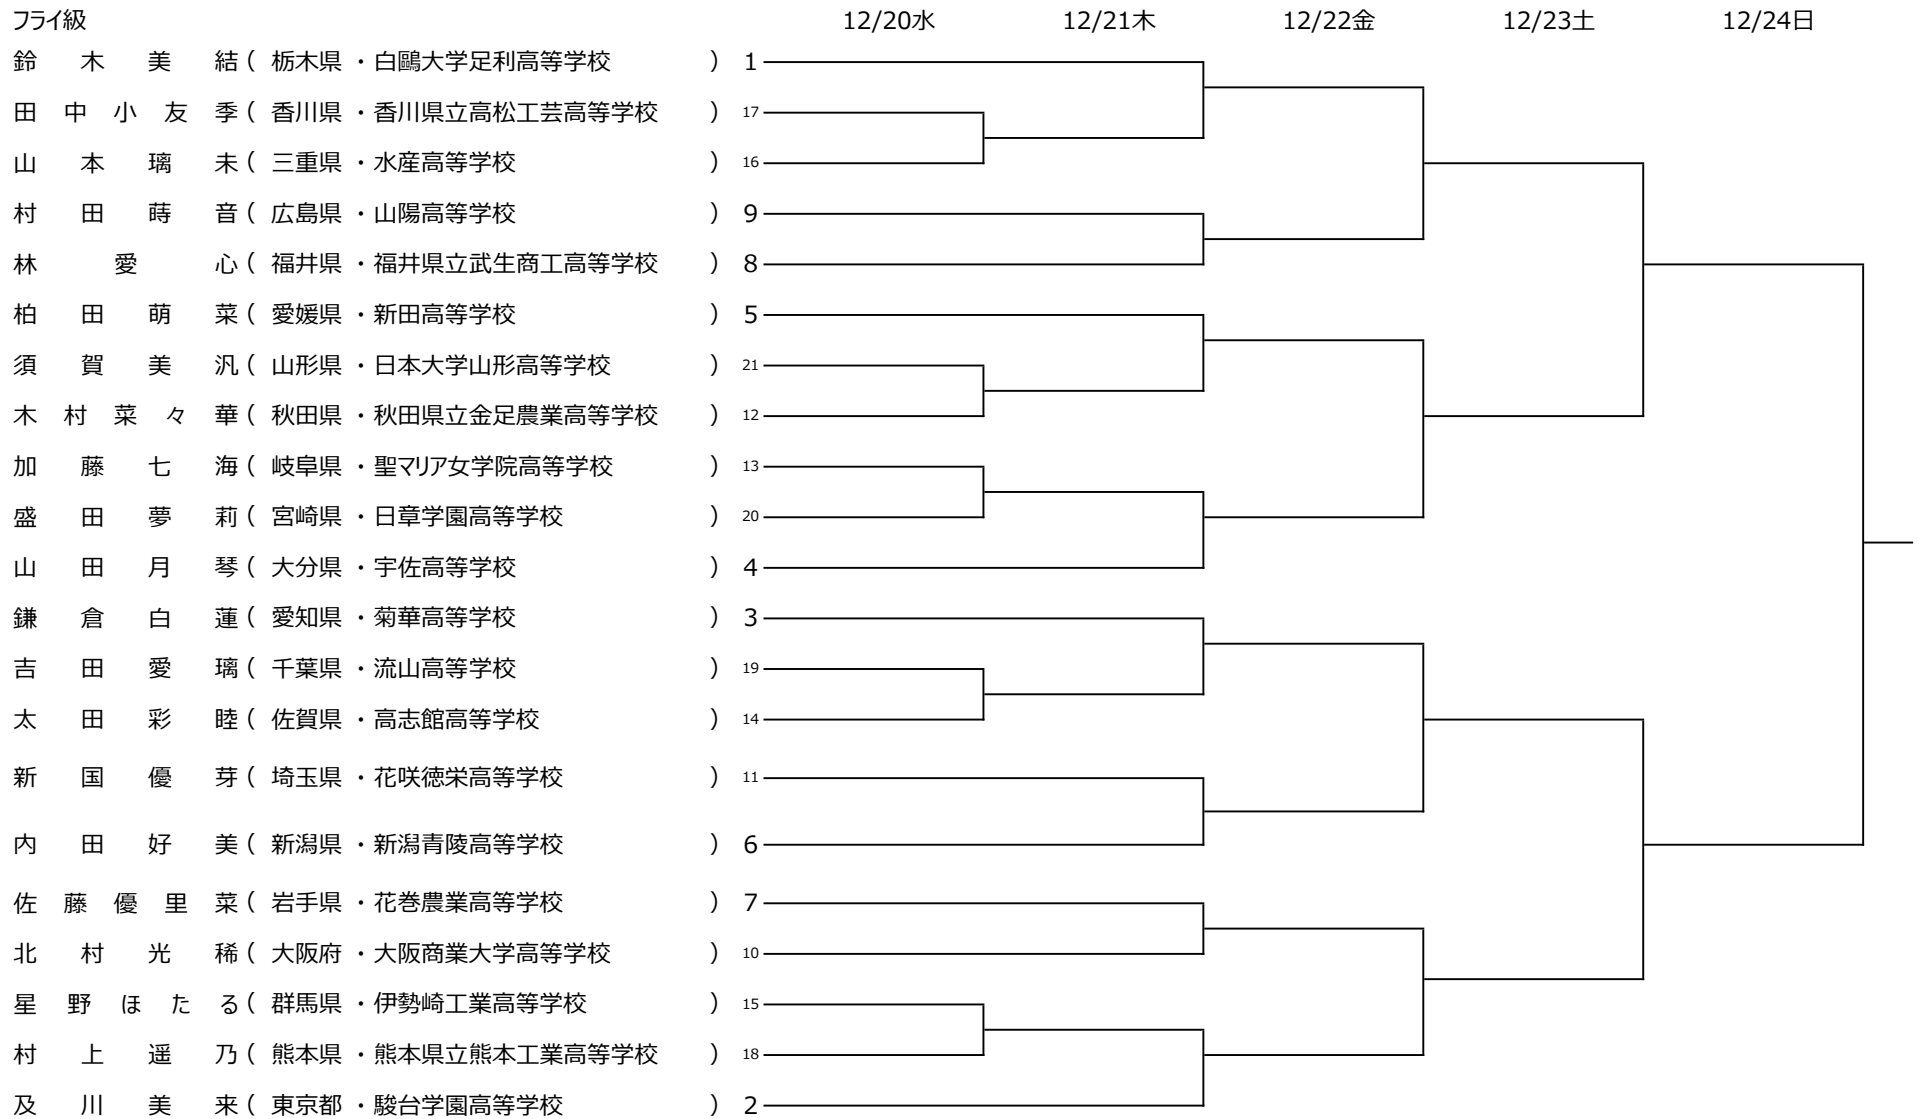 フライ級 12/20水 12/21木 12/22金 12/23土 12/24日
鈴木美結( 栃木県 ・白鷗大学足利高等学校 ) 1
田中小友季( 香川県 ・香川県立高松工芸高等学校 ) 17
山本璃未( 三重県 ・水産高等学校 ) 16
村田蒔音( 広島県 ・山陽高等学校 ) 9
林愛心( 福井県 ・福井県立武生商工高等学校 ) 8
柏田萌菜( 愛媛県 ・新田高等学校 ) 5
須賀美汎( 山形県 ・日本大学山形高等学校 ) 21
木村菜々華( 秋田県 ・秋田県立金足農業高等学校 ) 12
加藤七海( 岐阜県 ・聖マリア女学院高等学校 ) 13
盛田夢莉( 宮崎県 ・日章学園高等学校 ) 20
山田月琴( 大分県 ・宇佐高等学校 ) 4
鎌倉白蓮( 愛知県 ・菊華高等学校 ) 3
吉田愛璃( 千葉県 ・流山高等学校 ) 19
太田彩睦( 佐賀県 ・高志館高等学校 ) 14
新国優芽( 埼玉県 ・花咲徳栄高等学校 ) 11
内田好美( 新潟県 ・新潟青陵高等学校 ) 6
佐藤優里菜( 岩手県 ・花巻農業高等学校 ) 7
北村光稀( 大阪府 ・大阪商業大学高等学校 ) 10
星野ほたる( 群馬県 ・伊勢崎工業高等学校 ) 15
村上遥乃( 熊本県 ・熊本県立熊本工業高等学校 ) 18
及川美来( 東京都 ・駿台学園高等学校 ) 2